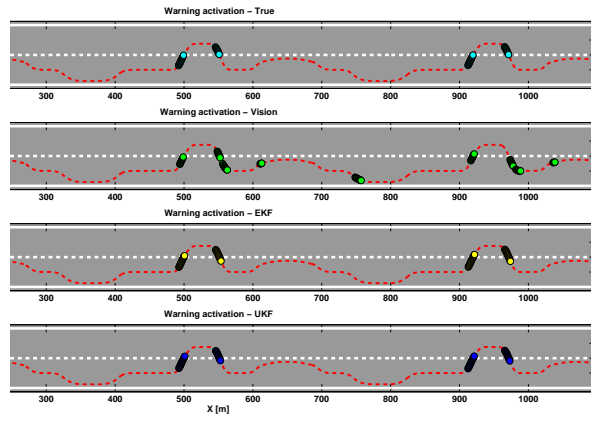 Warning activation – True
300 400 500 600 700 800 900 1000
Warning activation – Vision
300 400 500 600 700 800 900 1000
Warning activation – EKF
300 400 500 600 700 800 900 1000
Warning activation – UKF
300 400 500 600 700 800 900 1000
X [m]